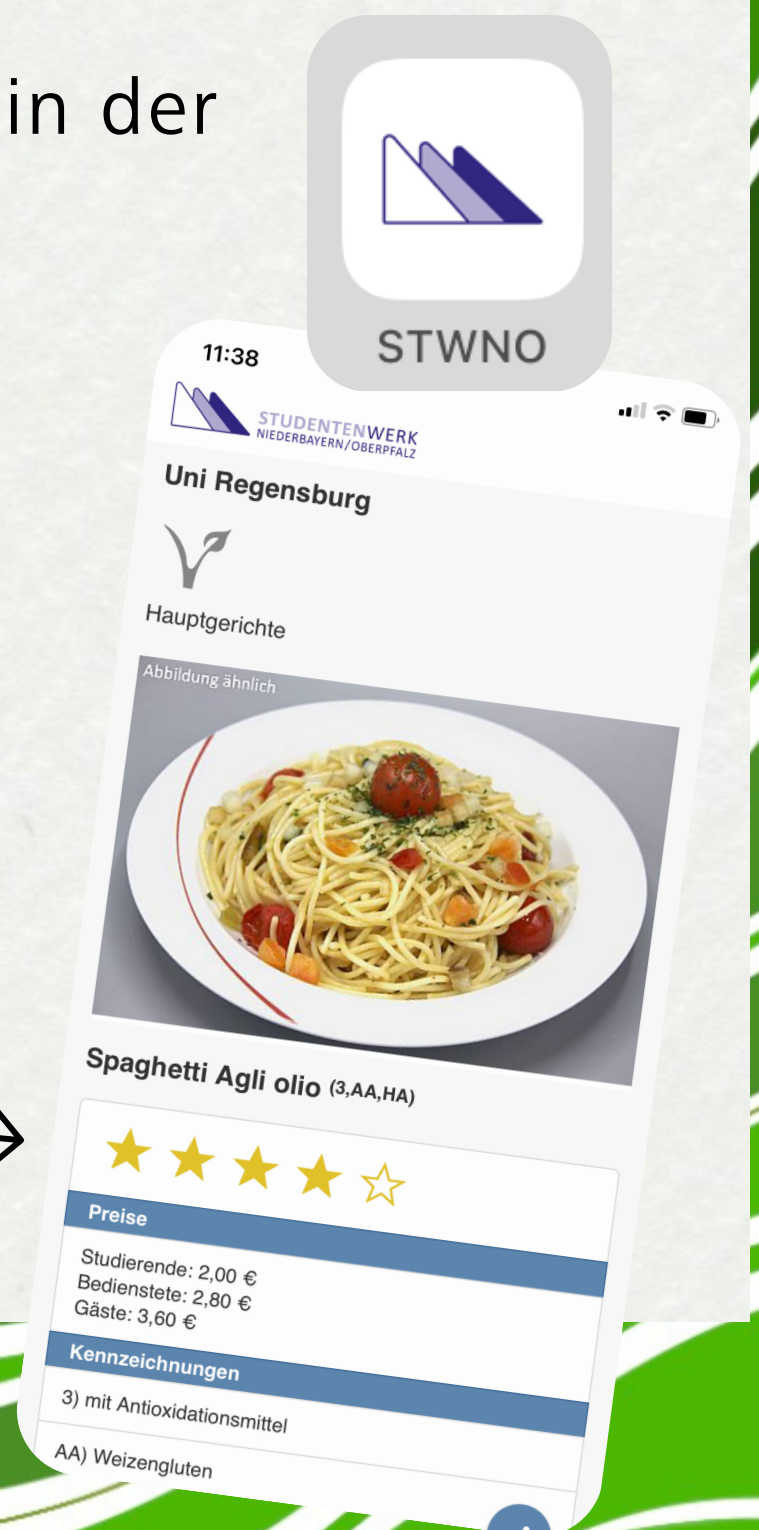 in der
STWNO
11:38
STUDENTENWERK
NIEDERBAYERN/OBERPFALZ
Uni Regensburg
Hauptgerichte
Abbildung ähnlich
Spaghetti Agli olio (3,AA,HA)
Preise
Studierende: 2,00 €
Bedienstete: 2,80 €
Gäste: 3,60 €
Kennzeichnungen
3) mit Antioxidationsmittel
AA) Weizengluten